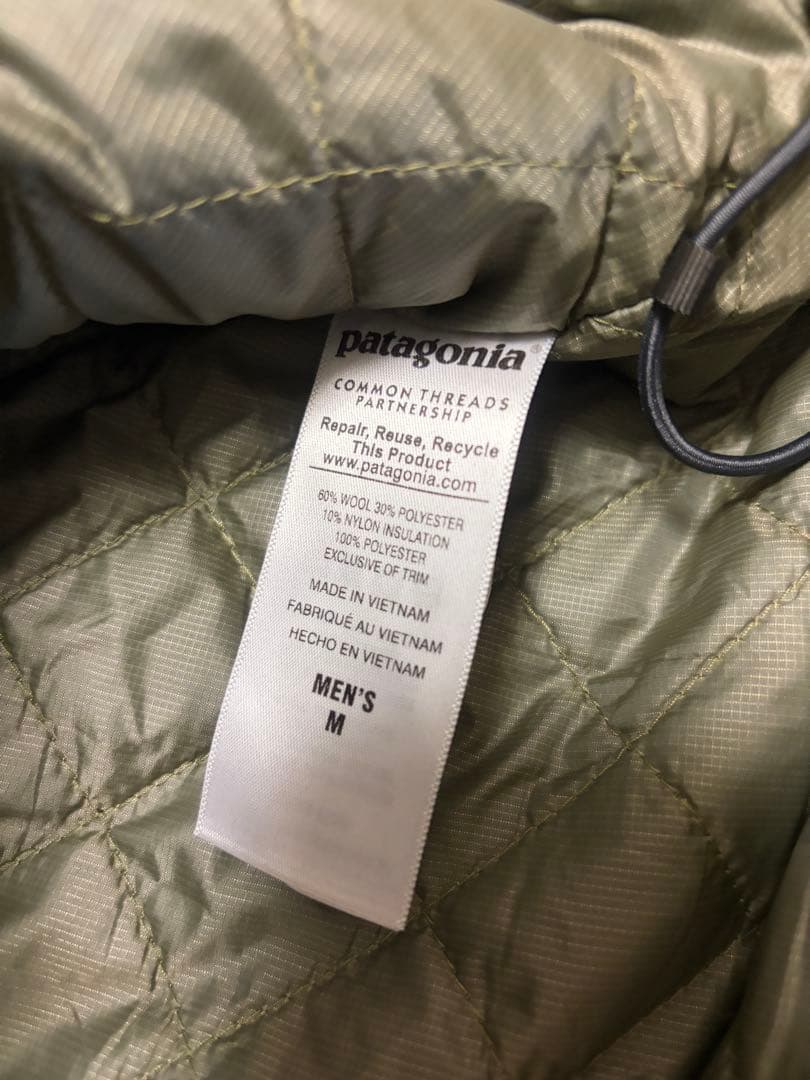 patagonia®
COMMON THREADS
PARTNERSHIP
Repair, Reuse, Recycle
This Product
www.patagonia.com
60% WOOL 30% POLYESTER
10% NYLON INSULATION
100% POLYESTER
EXCLUSIVE OF TRIM
MADE IN VIETNAM
FABRIQUÉ AU VIETNAM
HECHO EN VIETNAM
MEN'S
M